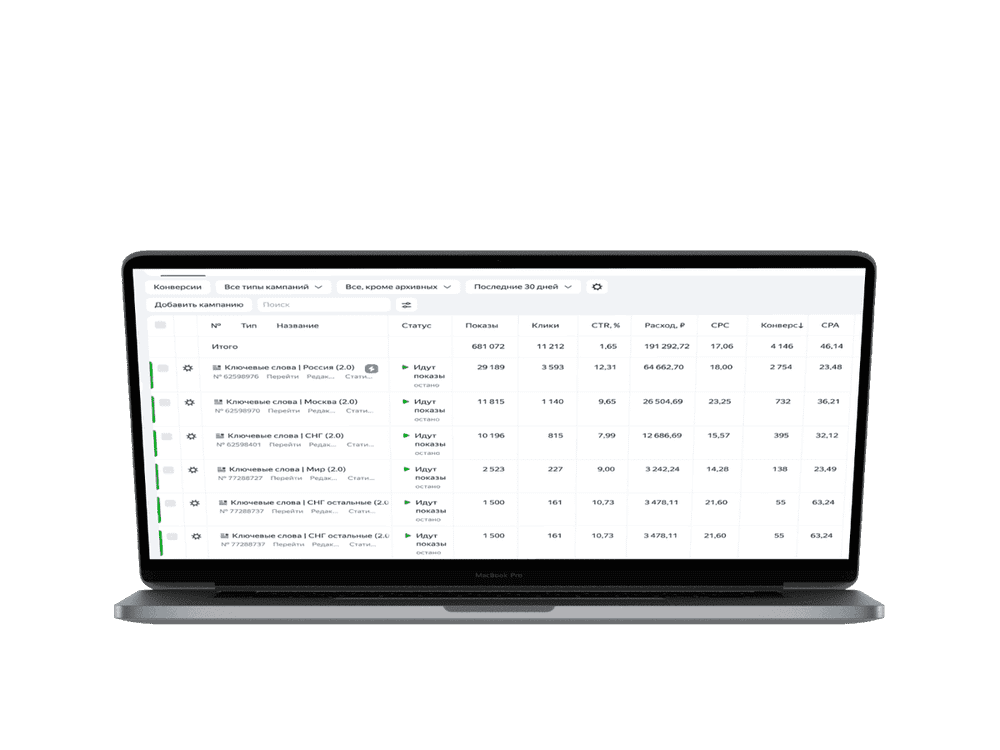 Конверсии Все типы кампаний Все, кроме архивных Последние 30 дней
Добавить кампанию Поиск
№ Тип Название Статус Показы Клики CTR, % Расход, ₽ CPC Конверс↓ CPA
Итого 681 072 11 212 1,65 191 292,72 17,06 4 146 46,14
Ключевые слова | Россия (2.0) Идут 29 189 3 593 12,31 64 662,70 18,00 2 754 23,48
№ 62598976 Перейти Редак... Стати... показы
остано
Ключевые слова | Москва (2.0) Идут 11 815 1 140 9,65 26 504,69 23,25 732 36,21
№ 62598970 Перейти Редак... Стати... показы
остано
Ключевые слова | СНГ (2.0) Идут 10 196 815 7,99 12 686,69 15,57 395 32,12
№ 62598401 Перейти Редак... Стати... показы
остано
Ключевые слова | Мир (2.0) Идут 2 523 227 9,00 3 242,24 14,28 138 23,49
№ 77288727 Перейти Редак... Стати... показы
остано
Ключевые слова | СНГ остальные (2.0 Идут 1 500 161 10,73 3 478,11 21,60 55 63,24
№ 77288737 Перейти Редак... Стати... показы
остано
Ключевые слова | СНГ остальные (2.0 Идут 1 500 161 10,73 3 478,11 21,60 55 63,24
№ 77288737 Перейти Редак... Стати... показы
остано
MacBook Pro